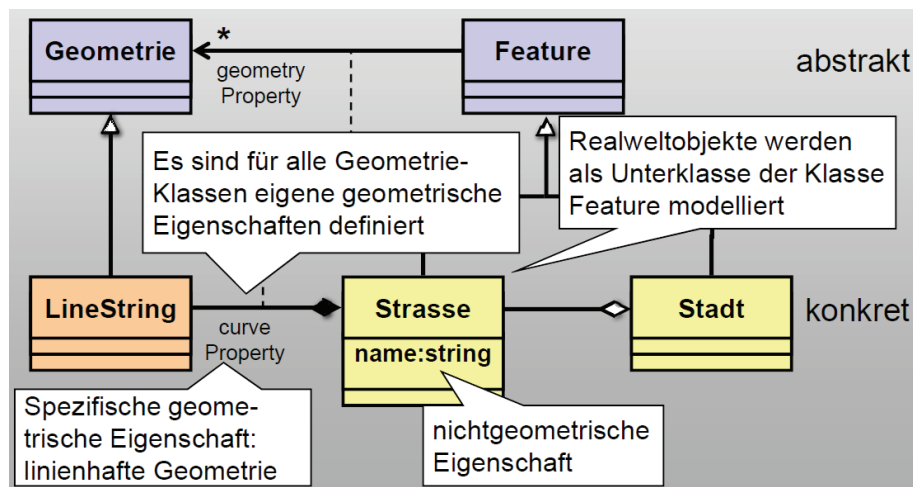 Geometrie
*
Feature
abstrakt
geometry
Property
Es sind für alle Geometrie-
Klassen eigene geometrische
Eigenschaften definiert
Realweltobjekte werden
als Unterklasse der Klasse
Feature modelliert
LineString
curve
Property
Strasse
name:string
Stadt
konkret
Spezifische geome-
trische Eigenschaft:
linienhafte Geometrie
nichtgeometrische
Eigenschaft